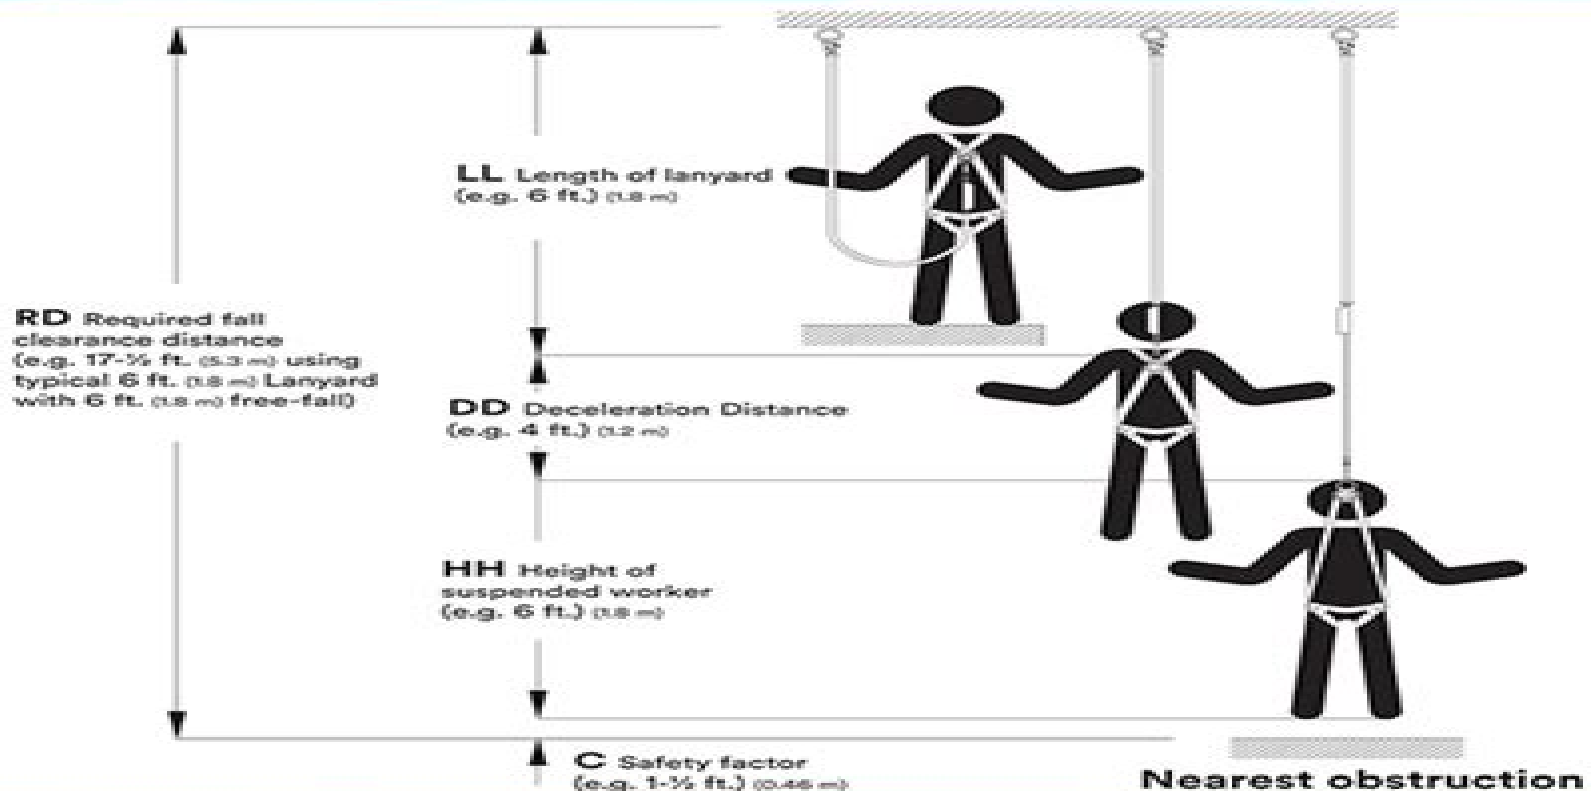 LL Length of lanyard
(e.g. 6 ft.) (1.8 m)
RD Required fall
clearance distance
(e.g. 17-½ ft. (5.3 m) using
typical 6 ft. (1.8 m) Lanyard
with 6 ft. (1.8 m) free-fall)
DD Deceleration Distance
(e.g. 4 ft.) (1.2 m)
HH Height of
suspended worker
(e.g. 6 ft.) (1.8 m)
C Safety factor
(e.g. 1-½ ft.) (0.46 m)
Nearest obstruction